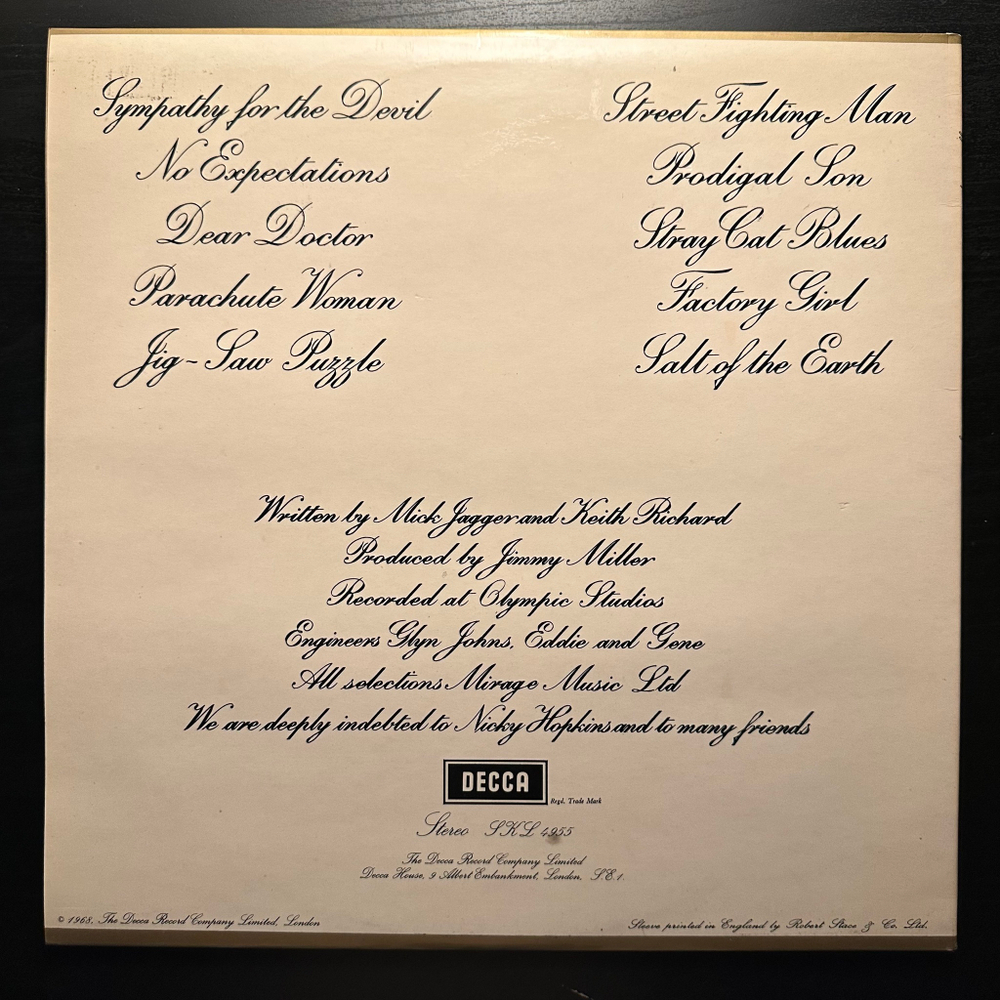 Sympathy for the Devil
No Expectations
Dear Doctor
Parachute Woman
Jig-Saw Puzzle
Street Fighting Man
Prodigal Son
Stray Cat Blues
Factory Girl
Salt of the Earth
Written by Mick Jagger and Keith Richard
Produced by Jimmy Miller
Recorded at Olympic Studios
Engineers Glyn Johns, Eddie and Gene
All selections Mirage Music Ltd
We are deeply indebted to Nicky Hopkins and to many friends
DECCA
Regd. Trade Mark
Stereo SKL 4955
The Decca Record Company Limited
Decca House, 9 Albert Embankment, London, S.E.1.
© 1968, The Decca Record Company Limited, London
Sleeve printed in England by Robert Stace & Co. Ltd.